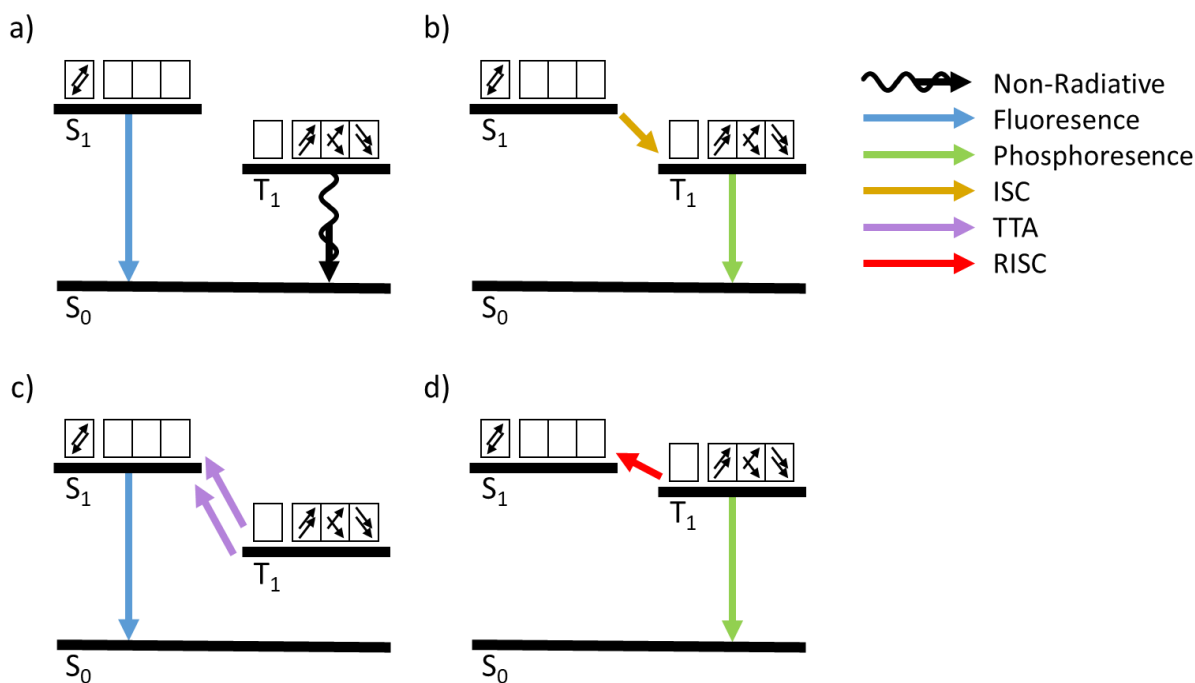 a)
S1
T1
S0
b)
S1
T1
S0
Non-Radiative
Fluoresence
Phosphoresence
ISC
TTA
RISC
c)
S1
T1
S0
d)
S1
T1
S0